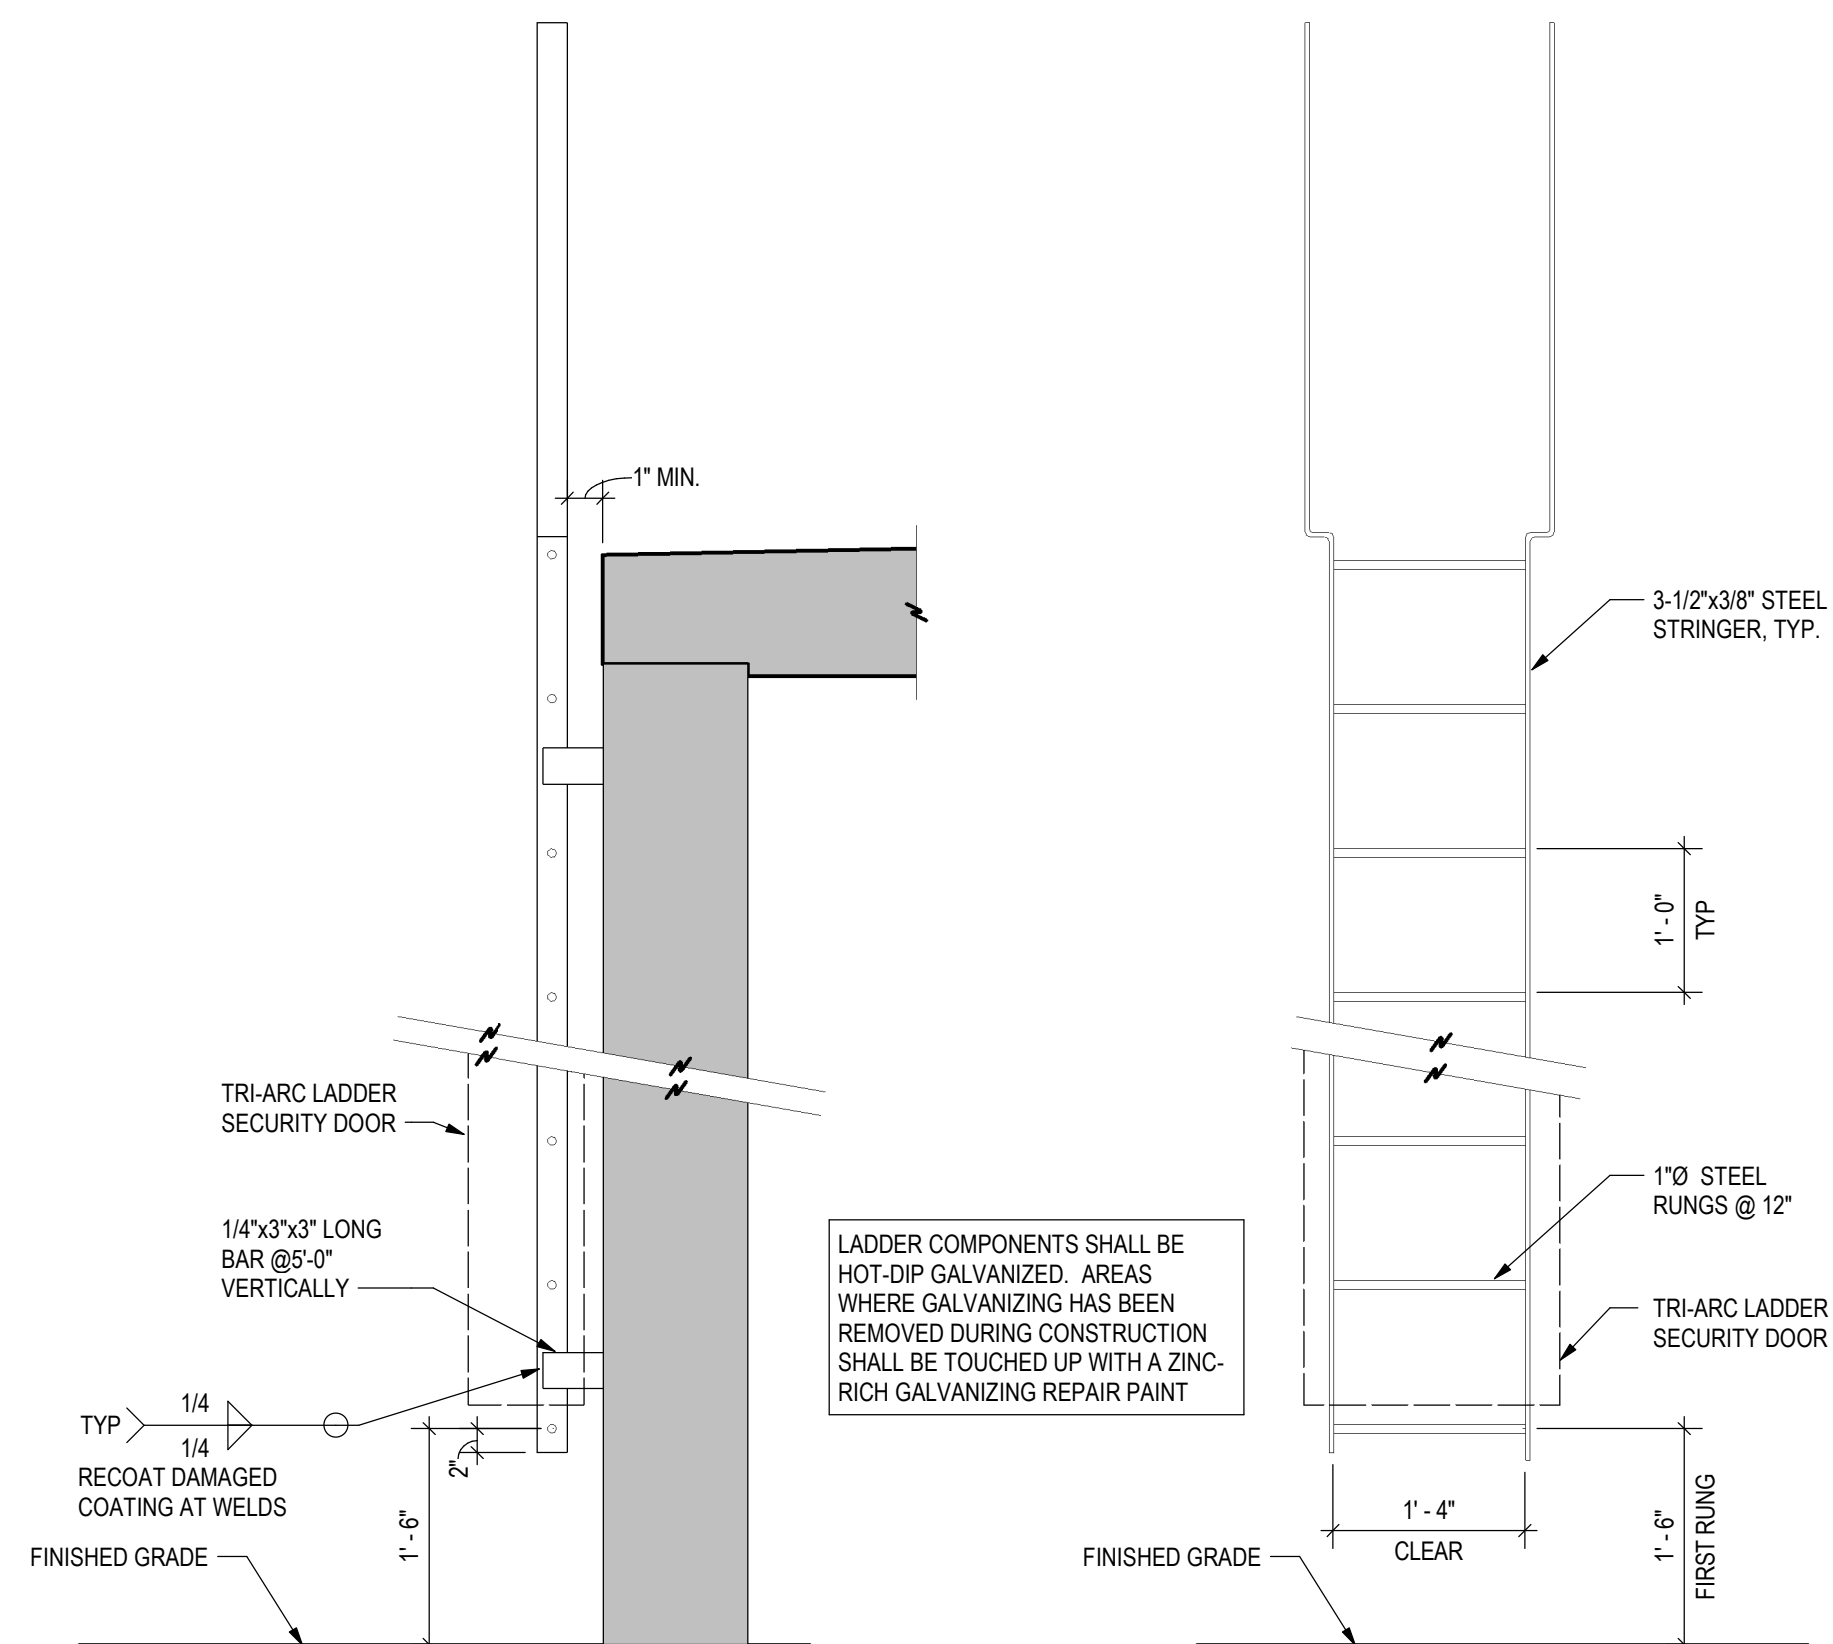 1" MIN.
3-1/2"x3/8" STEEL
STRINGER, TYP.
1' - 0"
TYP
TRI-ARC LADDER
SECURITY DOOR
1/4"x3"x3" LONG
BAR @5'-0"
VERTICALLY
LADDER COMPONENTS SHALL BE
HOT-DIP GALVANIZED.  AREAS
WHERE GALVANIZING HAS BEEN
REMOVED DURING CONSTRUCTION
SHALL BE TOUCHED UP WITH A ZINC-
RICH GALVANIZING REPAIR PAINT
1"Ø  STEEL
RUNGS @ 12"
TRI-ARC LADDER
SECURITY DOOR
TYP
1/4
1/4
RECOAT DAMAGED
COATING AT WELDS
2"
1' - 6"
FINISHED GRADE
1' - 4"
CLEAR
1' - 6"
FIRST RUNG
FINISHED GRADE